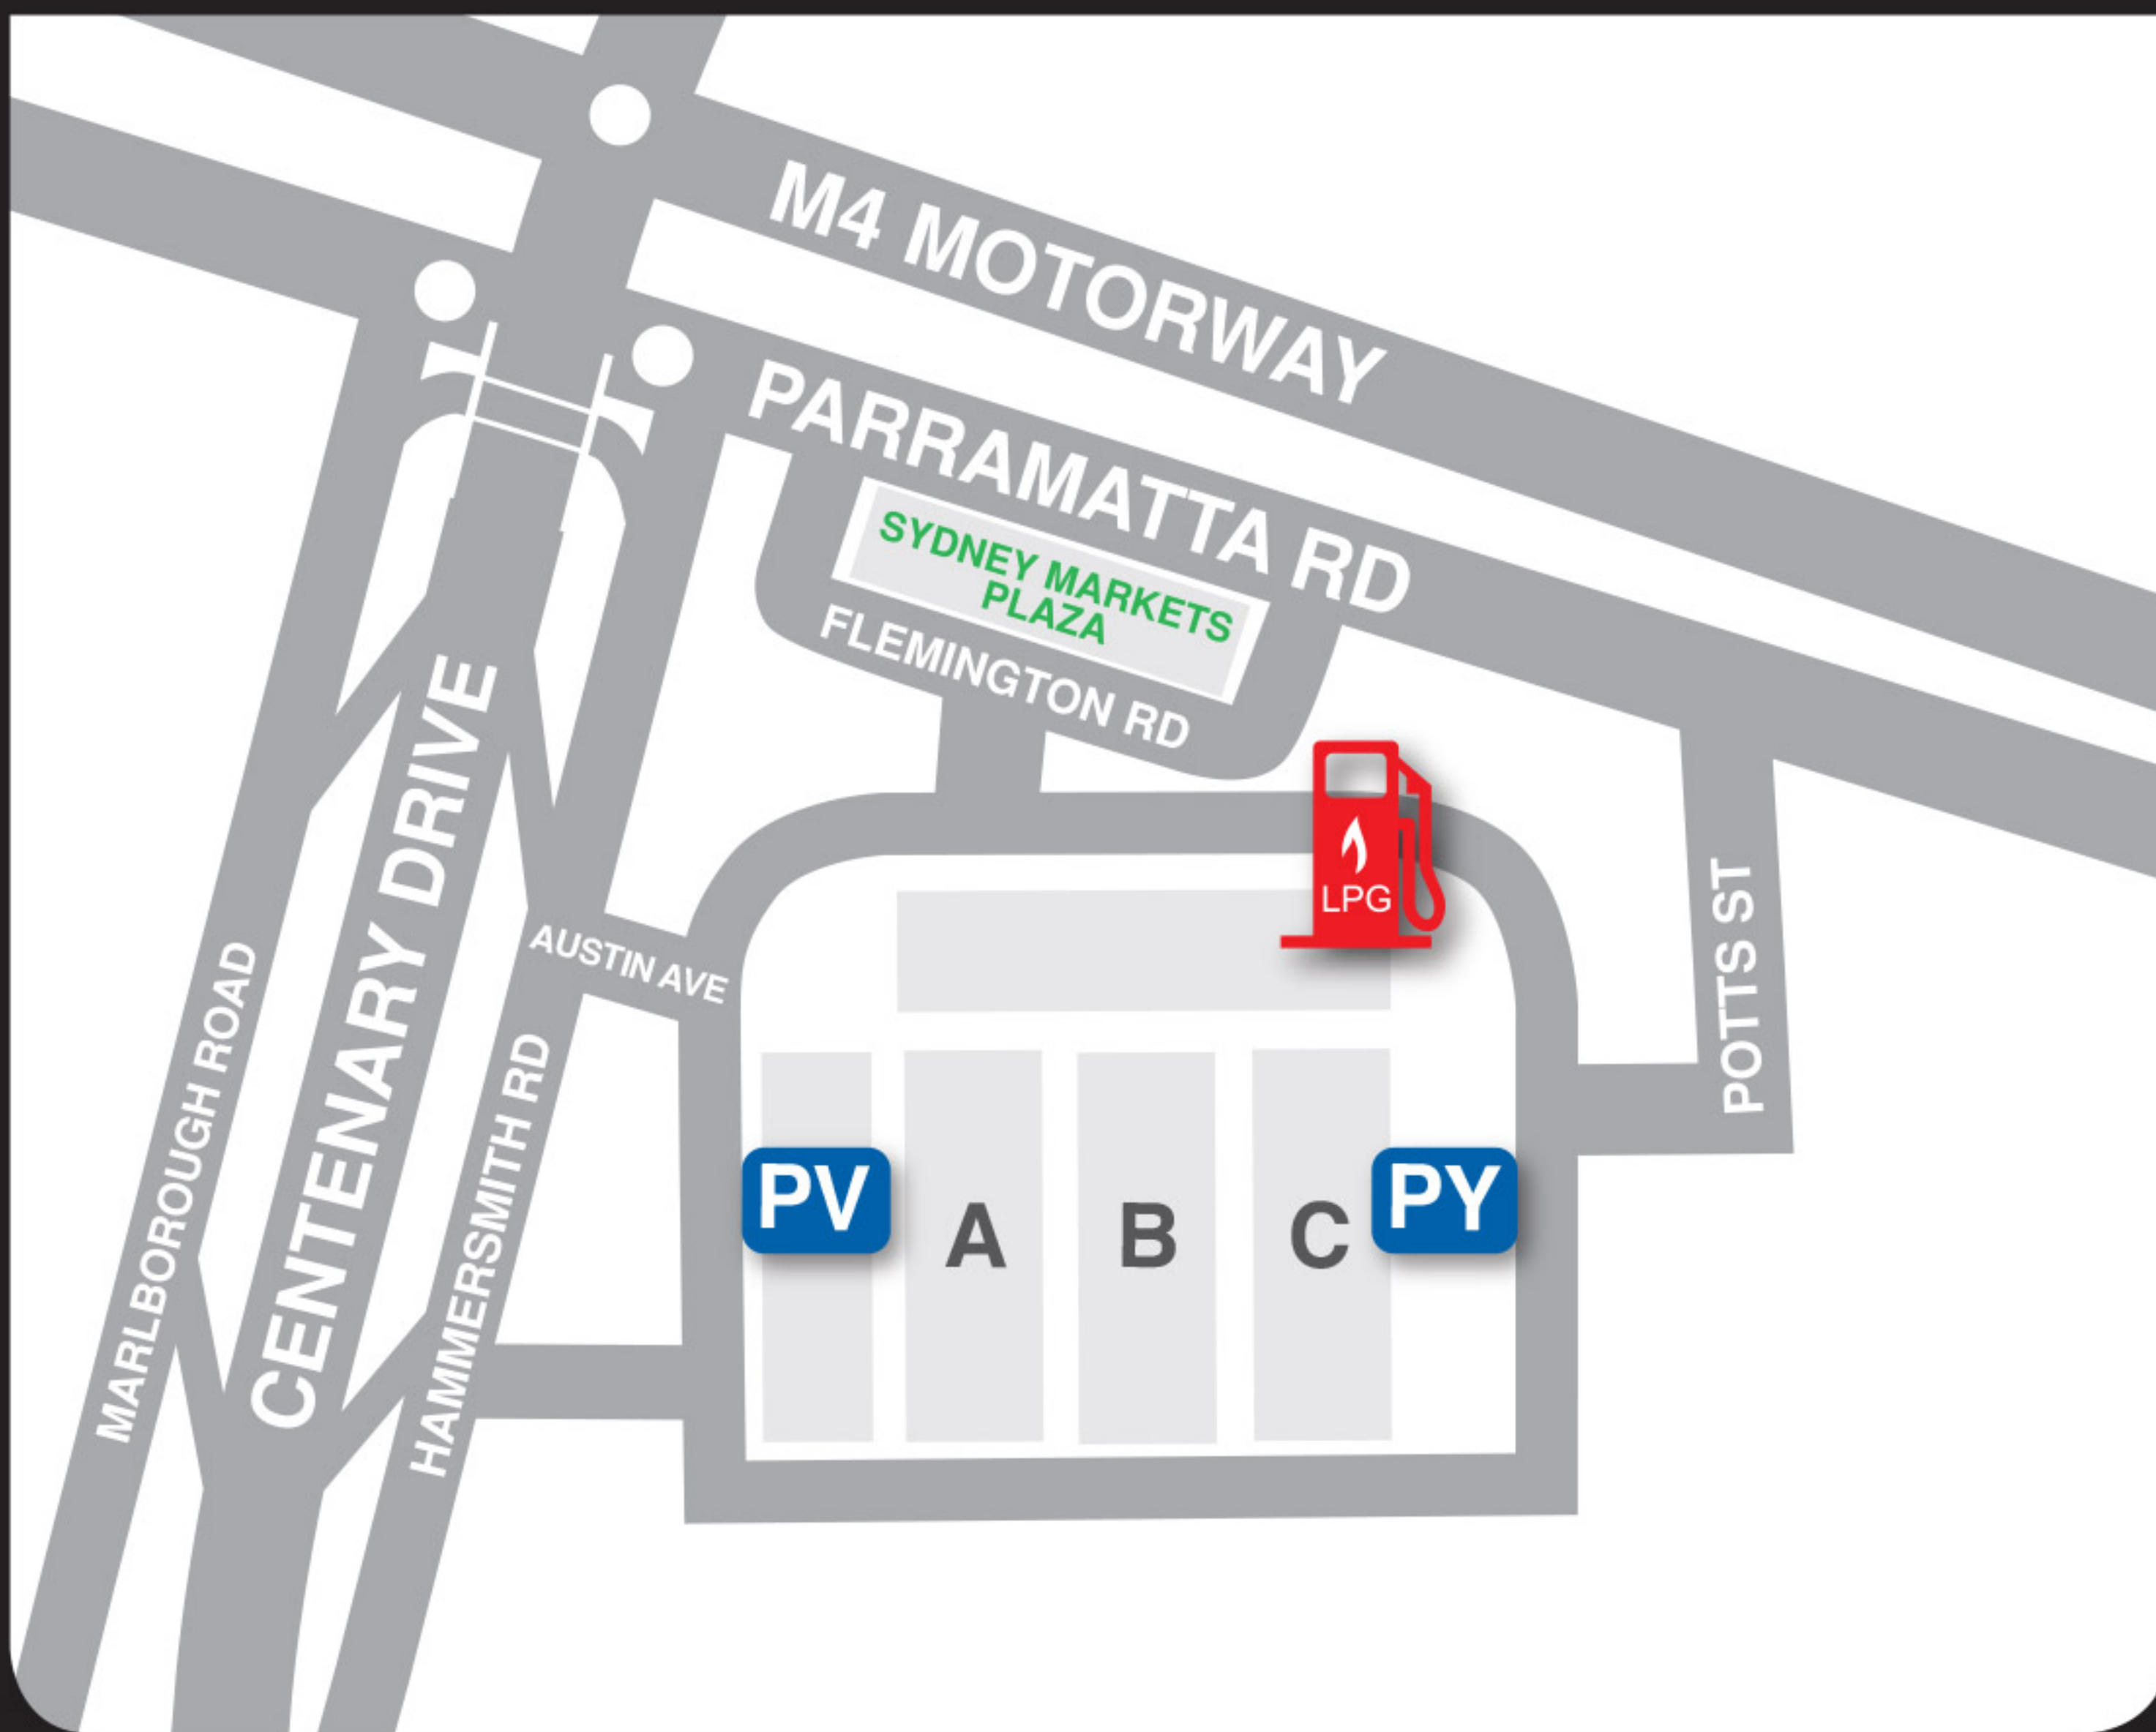 M4 MOTORWAY
PARRAMATTA RD
SYDNEY MARKETS
PLAZA
FLEMINGTON RD
LPG
POTTS ST
CENTENARY DRIVE
AUSTIN AVE
MARLBOROUGH ROAD
HAMMERSMITH RD
PV
A
B
C
PY